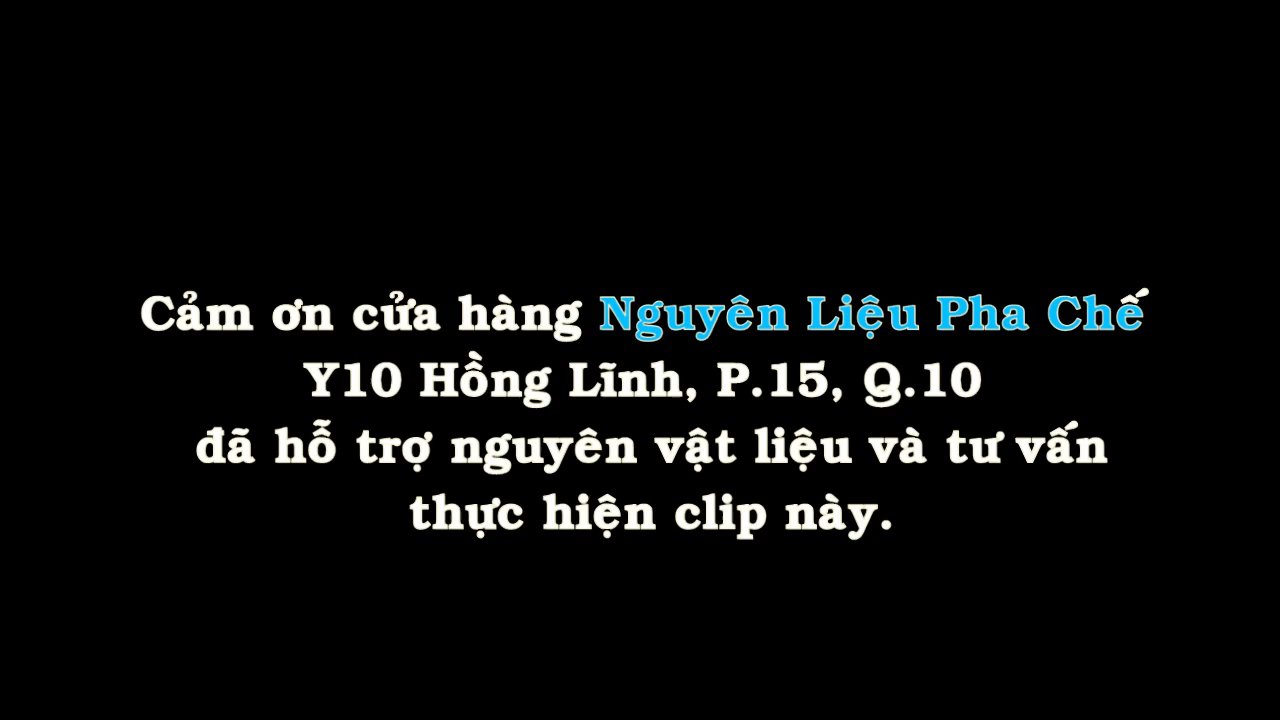 Cảm ơn cửa hàng Nguyên Liệu Pha Chế
Y10 Hồng Lĩnh, P.15, Q.10
đã hỗ trợ nguyên vật liệu và tư vấn
thực hiện clip này.